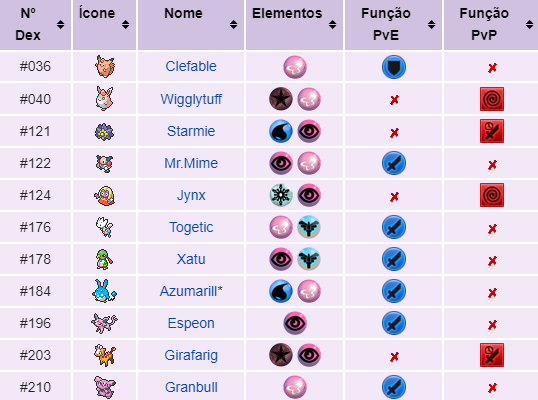 Nº Dex Ícone Nome Elementos Função PvE Função PvP
#036 Clefable
#040 Wigglytuff
#121 Starmie
#122 Mr.Mime
#124 Jynx
#176 Togetic
#178 Xatu
#184 Azumarill*
#196 Espeon
#203 Girafarig
#210 Granbull